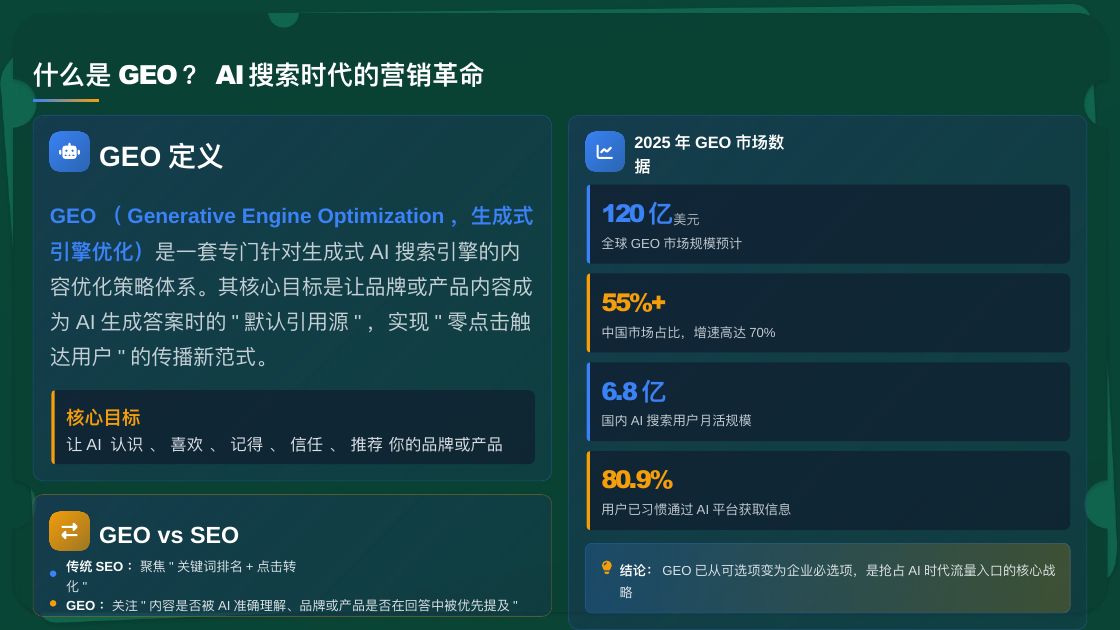 什么是 GEO ？ AI 搜索时代的营销革命
GEO 定义
GEO （ Generative Engine Optimization ，生成式
引擎优化）是一套专门针对生成式 AI 搜索引擎的内
容优化策略体系。其核心目标是让品牌或产品内容成
为 AI 生成答案时的 " 默认引用源 " ，实现 " 零点击触
达用户 " 的传播新范式。
核心目标
让 AI 认识 、 喜欢 、 记得 、 信任 、 推荐 你的品牌或产品
GEO vs SEO
传统 SEO ： 聚焦 " 关键词排名 + 点击转
化 "
GEO ： 关注 " 内容是否被 AI 准确理解、品牌或产品是否在回答中被优先提及 "
2025 年 GEO 市场数
据
120 亿美元
全球 GEO 市场规模预计
55%+
中国市场占比，增速高达 70%
6.8 亿
国内 AI 搜索用户月活规模
80.9%
用户已习惯通过 AI 平台获取信息
结论： GEO 已从可选项变为企业必选项，是抢占 AI 时代流量入口的核心战
略